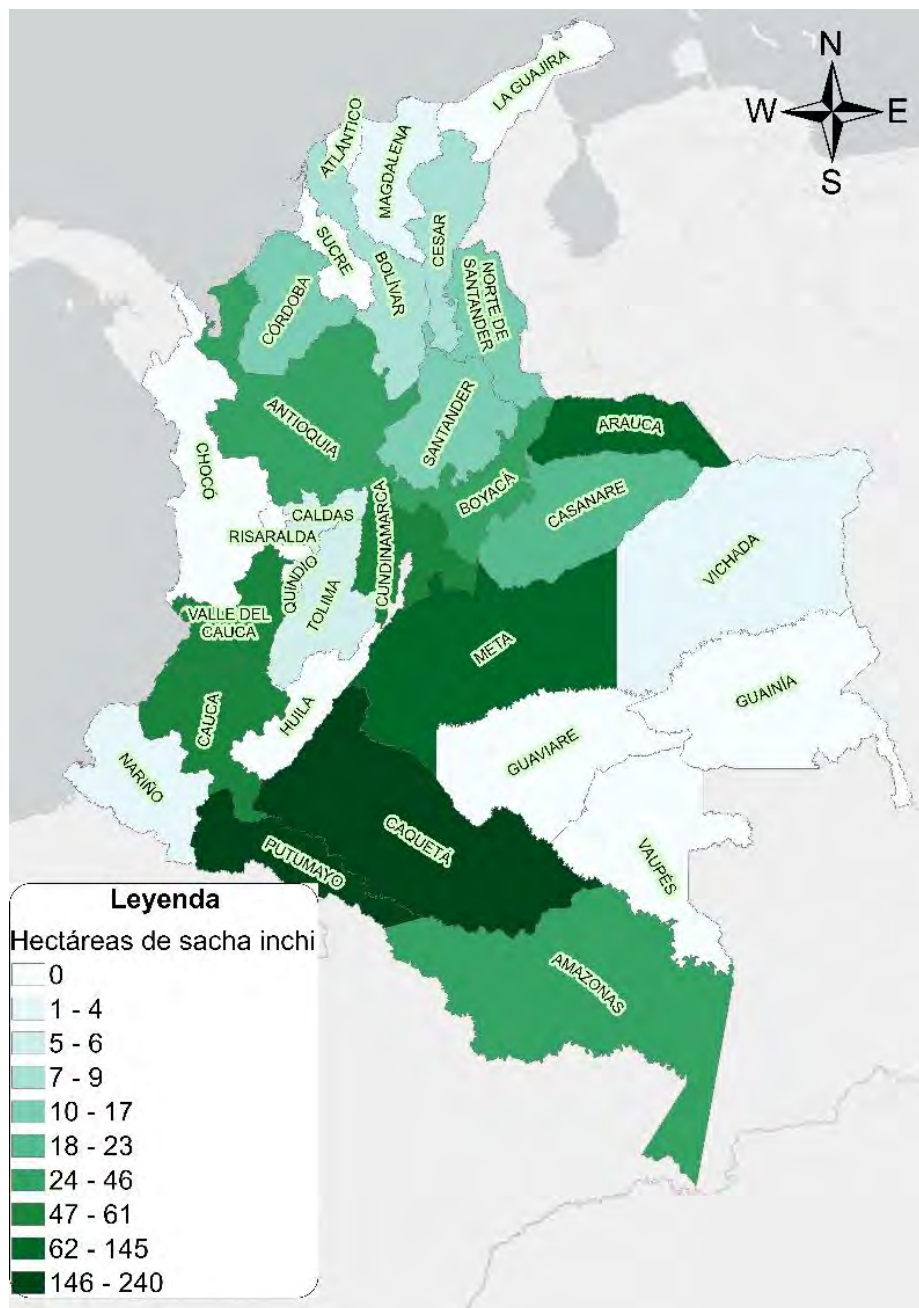 N
W
E
S
LA GUAJIRA
ATLÁNTICO
MAGDALENA
CESAR
SUCRE
BOLÍVAR
NORTE DE
SANTANDER
CÓRDOBA
ANTIOQUIA
SANTANDER
ARAUCA
CHOCÓ
BOYACÁ
CASANARE
CUNDINAMARCA
CALDAS
RISARALDA
QUINDÍO
TOLIMA
VICHADA
VALLE DEL
CAUCA
META
GUAINÍA
HUILA
CAUCA
GUAVIARE
NARIÑO
CAQUETÁ
PUTUMAYO
VAUPÉS
AMAZONAS
Leyenda
Hectáreas de sacha inchi
0
1 - 4
5 - 6
7 - 9
10 - 17
18 - 23
24 - 46
47 - 61
62 - 145
146 - 240